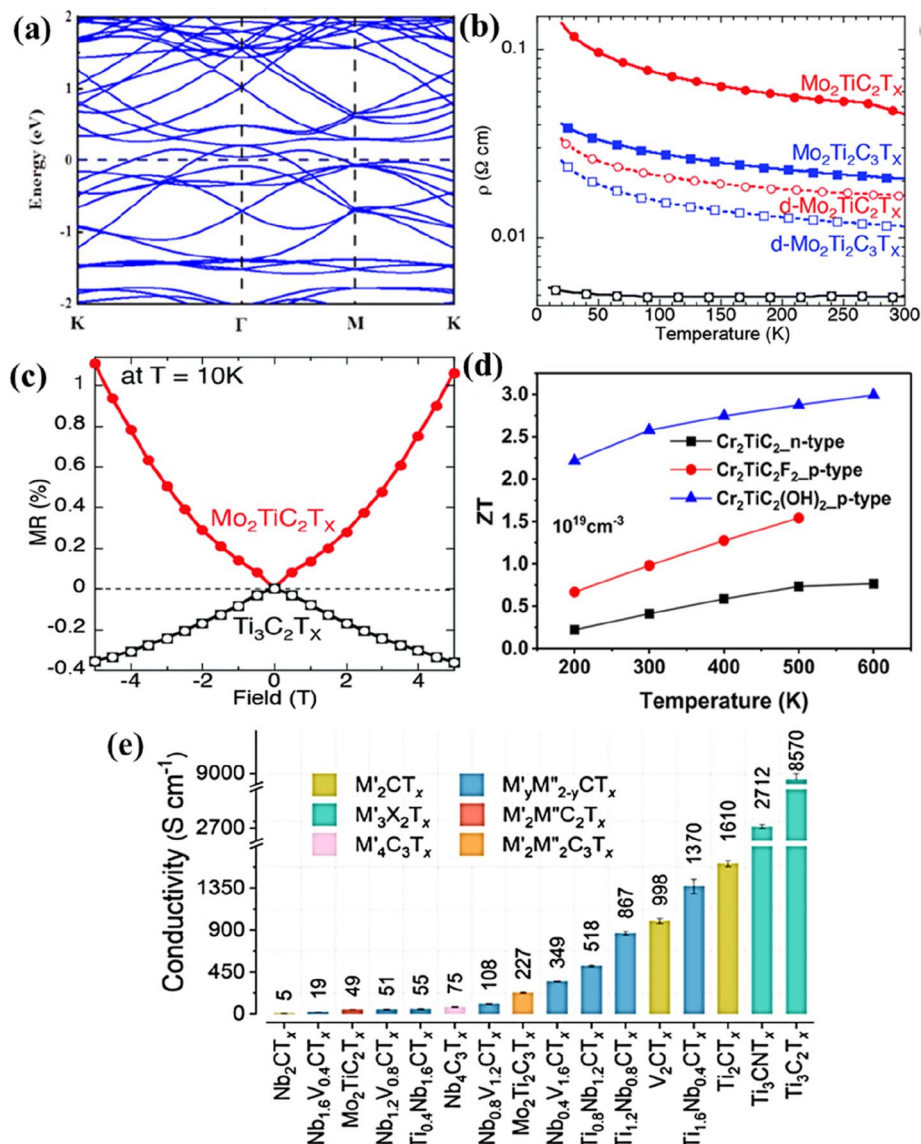 (a)
Energy (eV)
2
1
0
-1
-2
K Γ M K
(b)
ρ (Ω cm)
0.1
0.01
Mo₂TiC₂Tₓ
Mo₂Ti₂C₃Tₓ
d-Mo₂TiC₂Tₓ
d-Mo₂Ti₂C₃Tₓ
0 50 100 150 200 250 300
Temperature (K)
(c)
at T = 10K
MR (%)
1
0.8
0.6
0.4
0.2
0
-0.2
-0.4
Mo₂TiC₂Tₓ
Ti₃C₂Tₓ
-4 -2 0 2 4
Field (T)
(d)
ZT
3.0
2.5
2.0
1.5
1.0
0.5
0.0
Cr₂TiC₂_n-type
Cr₂TiC₂F₂_p-type
Cr₂TiC₂(OH)₂_p-type
10¹⁹cm⁻³
200 300 400 500 600
Temperature (K)
(e)
Conductivity (S cm⁻¹)
9000
2700
1350
900
450
0
M'₂CTₓ
M'₃X₂Tₓ
M'₄C₃Tₓ
M'ᵧM"₂₋ᵧCTₓ
M'₂M"C₂Tₓ
M'₂M"₂C₃Tₓ
5 19 49 51 55 75 108 227 349 518 867 998 1370 1610 2712 8570
Nb₂CTₓ
Nb₁.₆V₀.₄CTₓ
Mo₂TiC₂Tₓ
Nb₁.₂V₀.₈CTₓ
Ti₀.₄Nb₁.₆CTₓ
Nb₄C₃Tₓ
Nb₀.₈V₁.₂CTₓ
Mo₂Ti₂C₃Tₓ
Nb₀.₄V₁.₆CTₓ
Ti₀.₈Nb₁.₂CTₓ
Ti₁.₂Nb₀.₈CTₓ
V₂CTₓ
Ti₁.₆Nb₀.₄CTₓ
Ti₂CTₓ
Ti₃CNTₓ
Ti₃C₂Tₓ